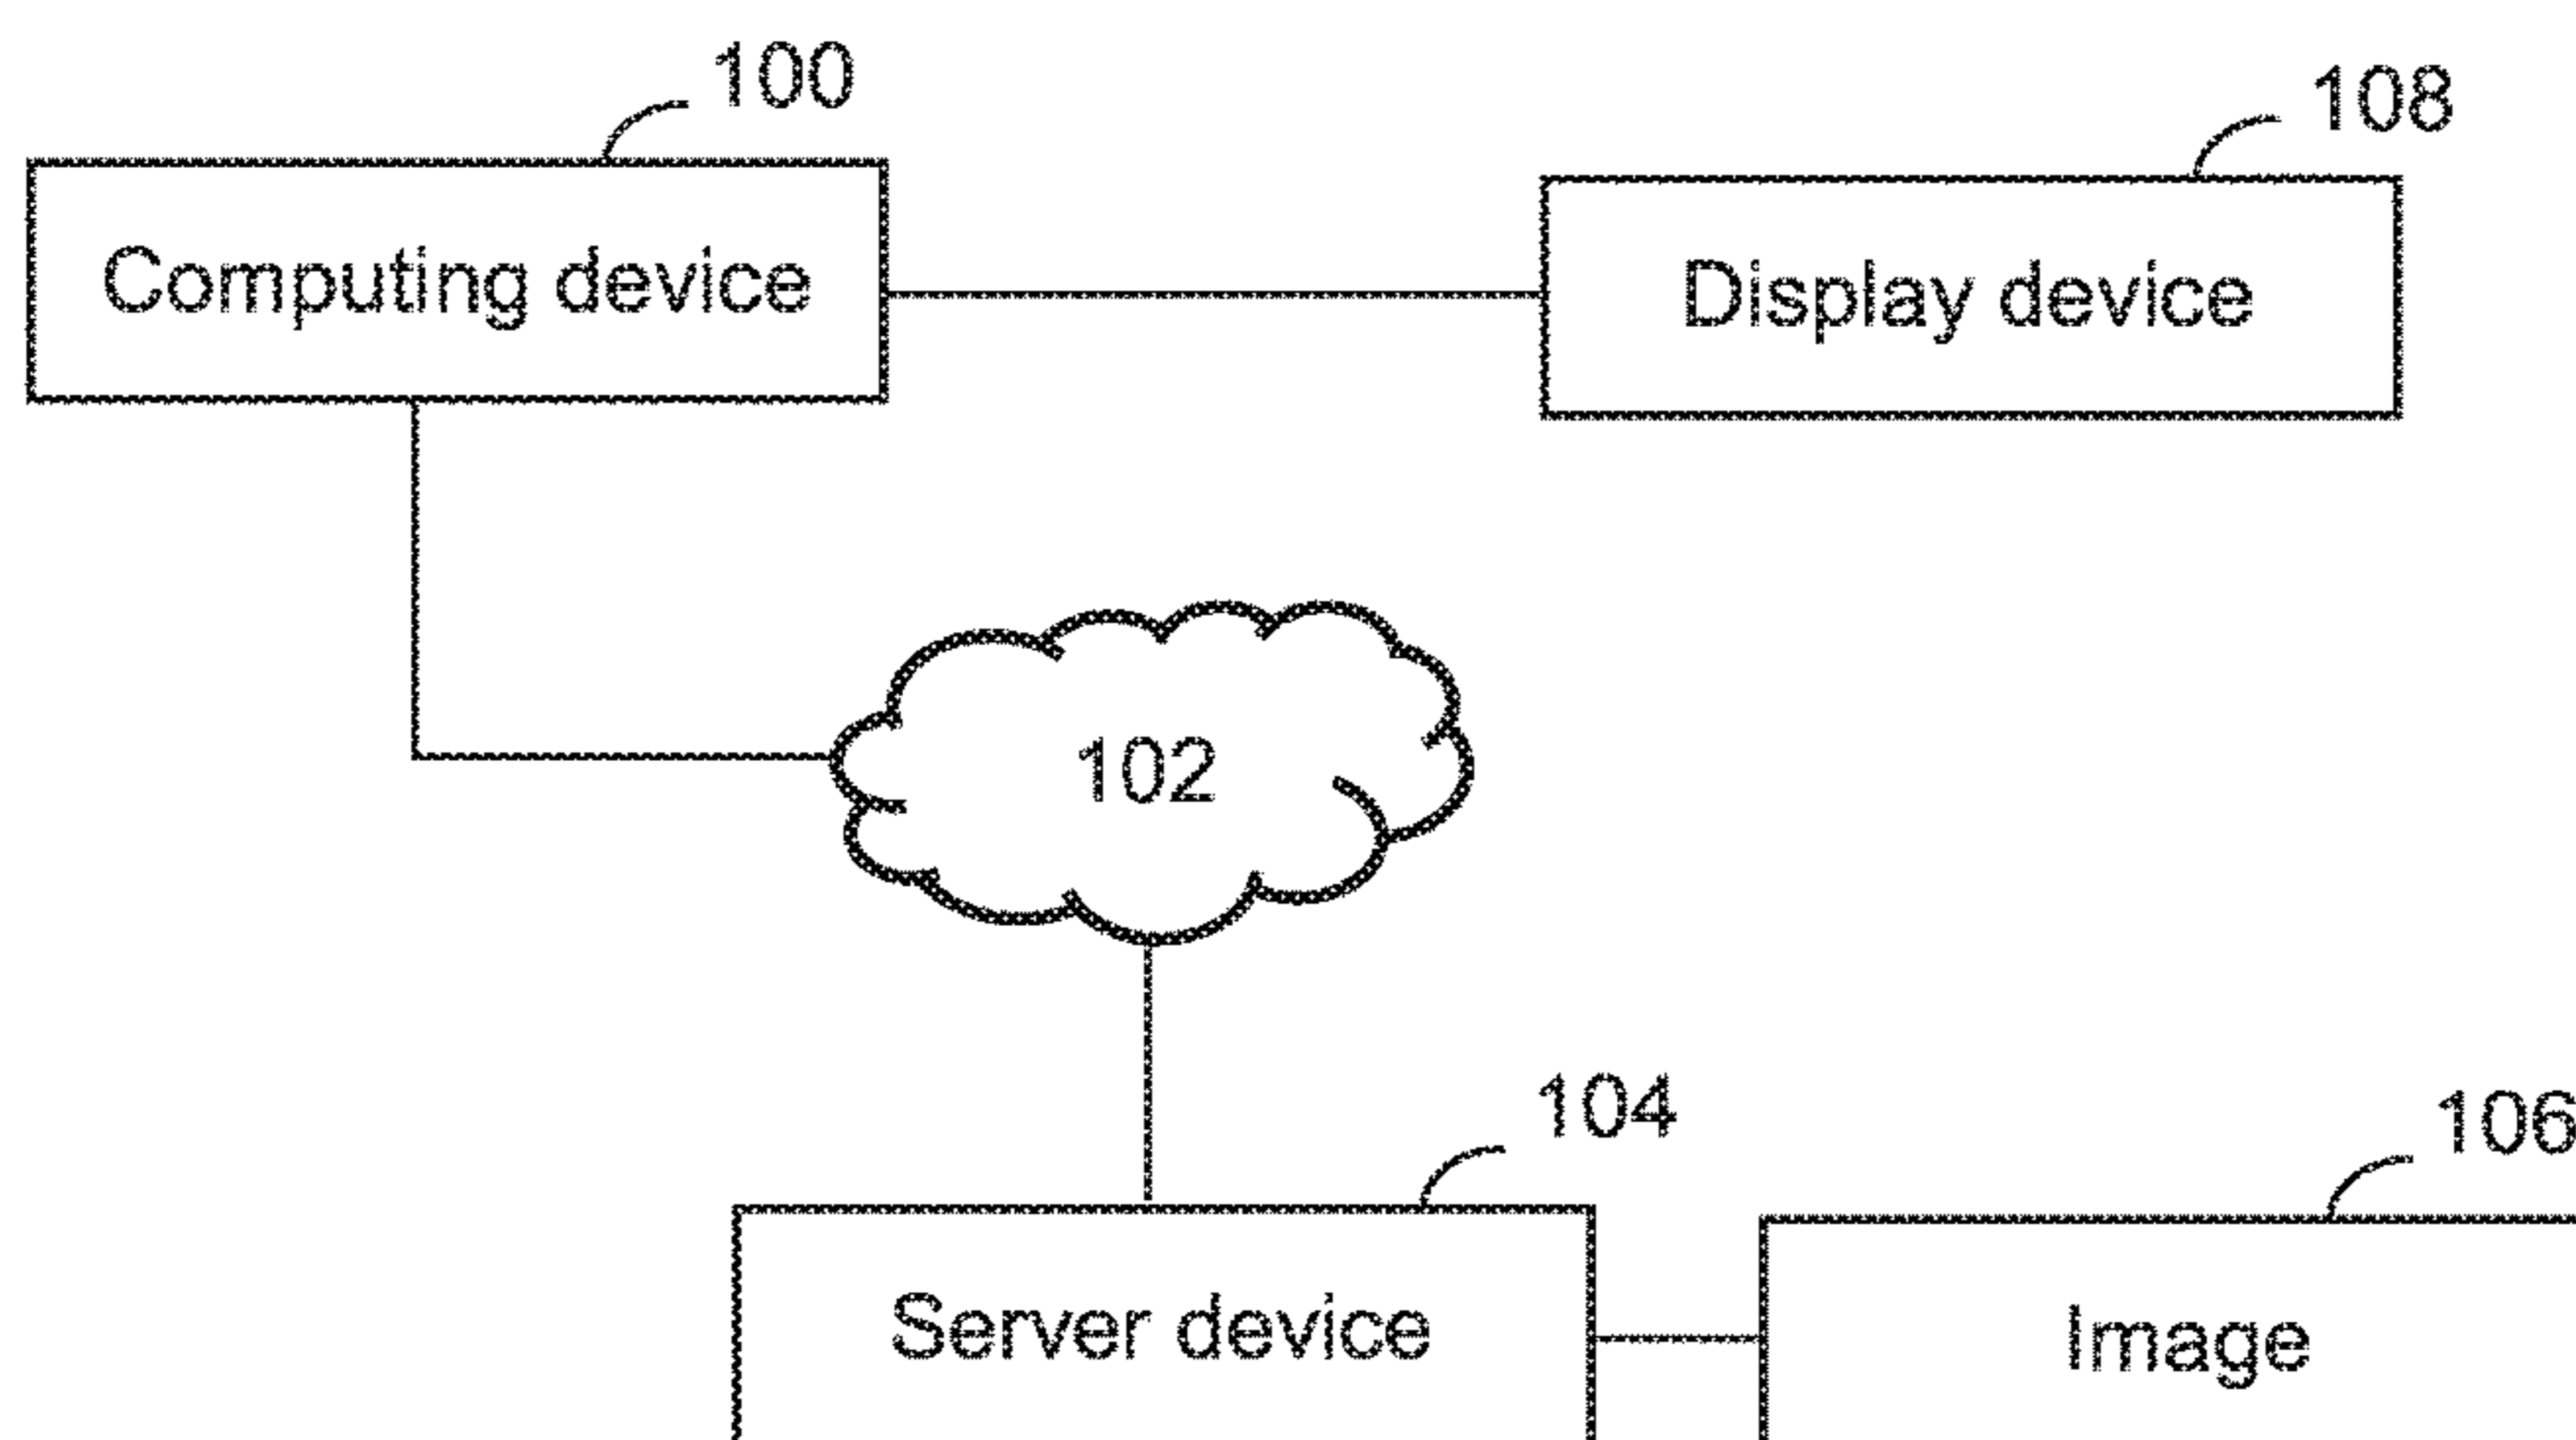 100
108
Computing device
Display device
102
104
106
Server device
Image